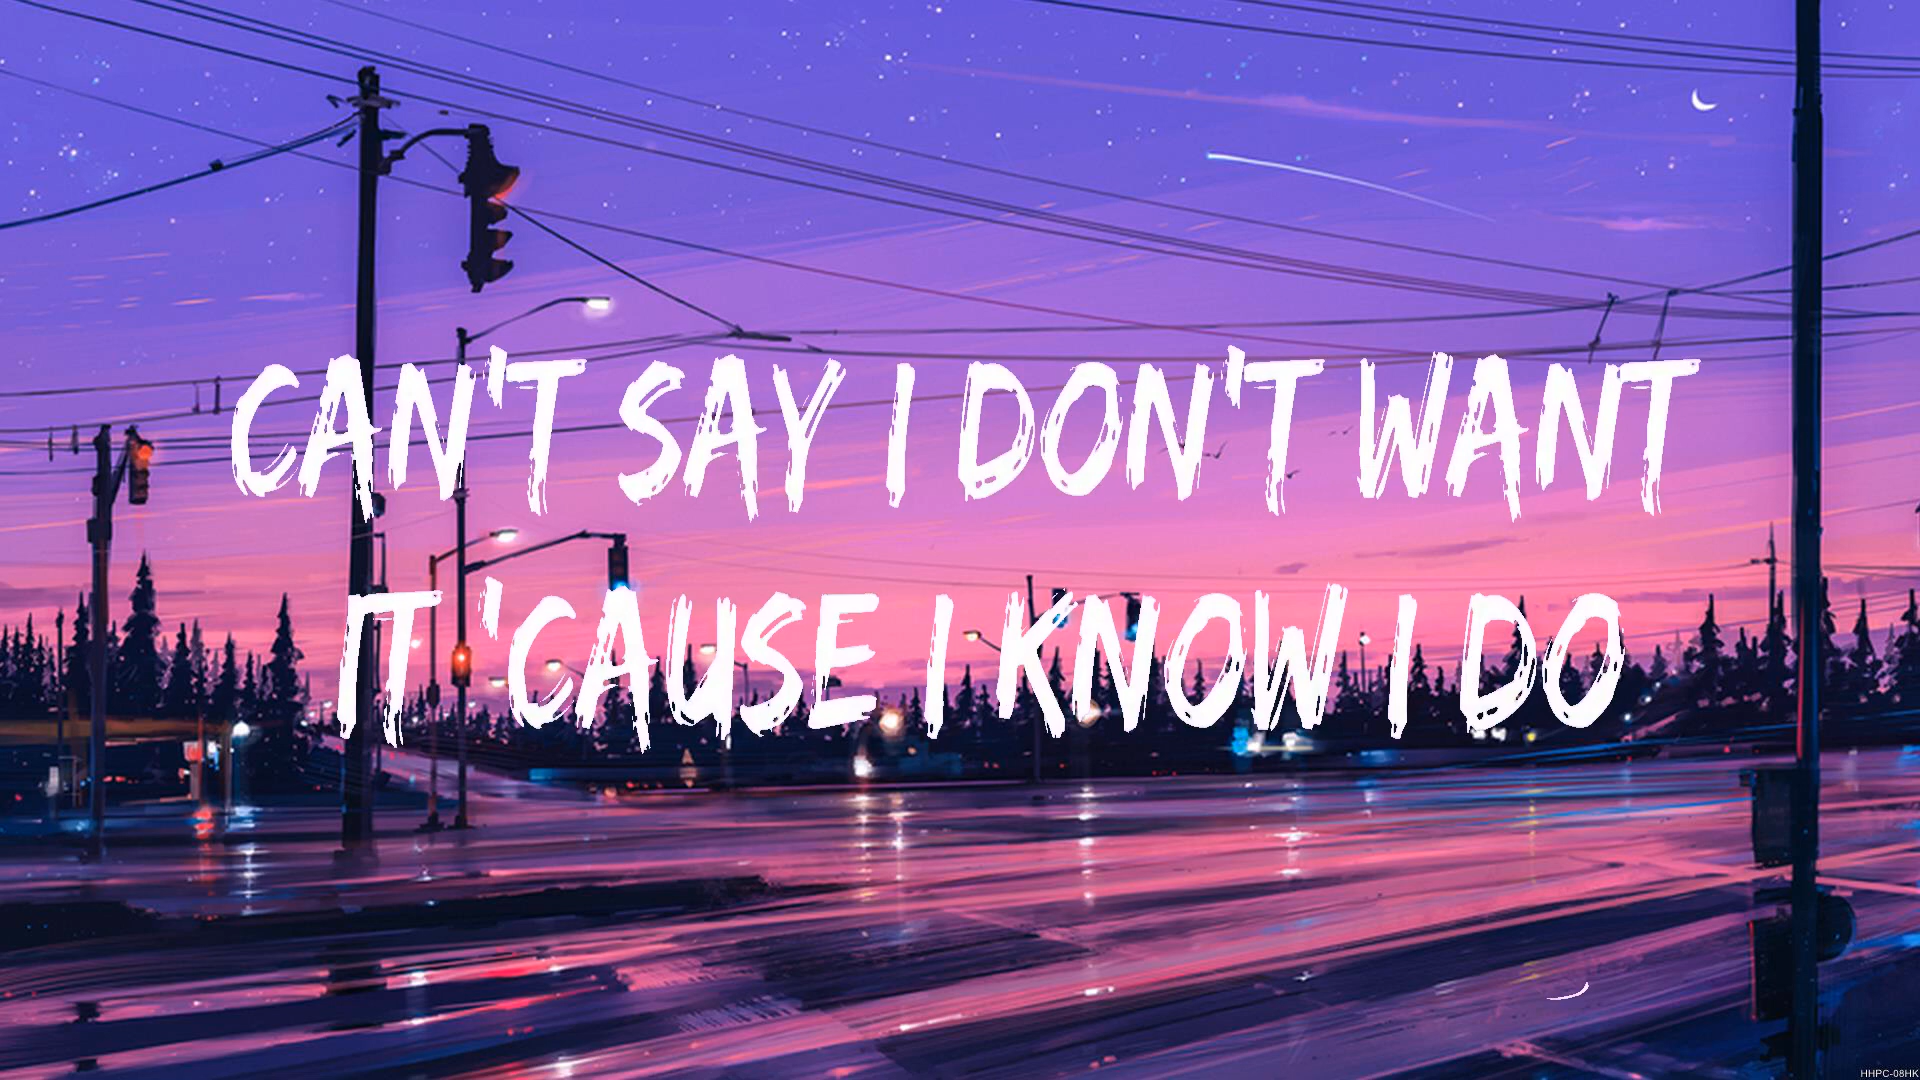 CAN'T SAY I DON'T WANT
IT 'CAUSE I KNOW I DO
HHPC-08HK